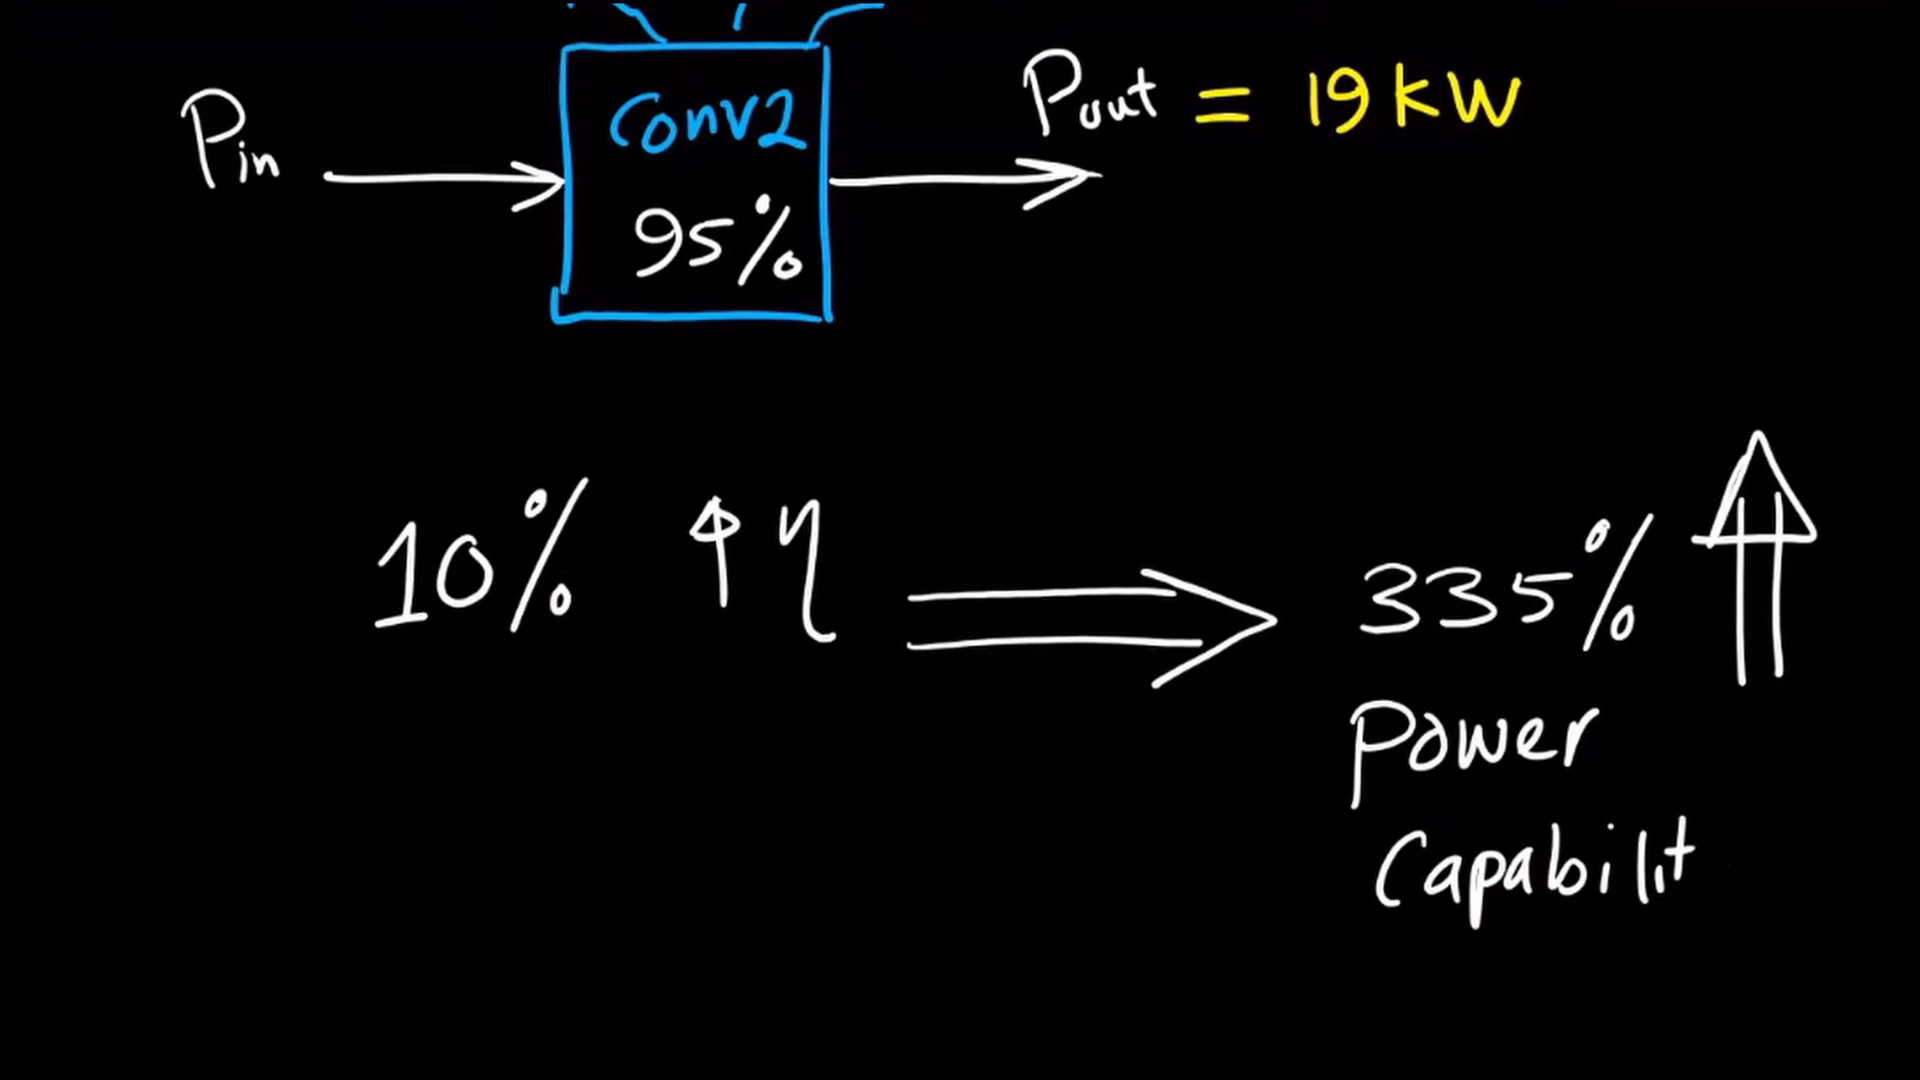 Pin
Conv2
95%
Pout = 19 kW
10% ↑ η ⇒ 335% ⇑
Power
Capabilit